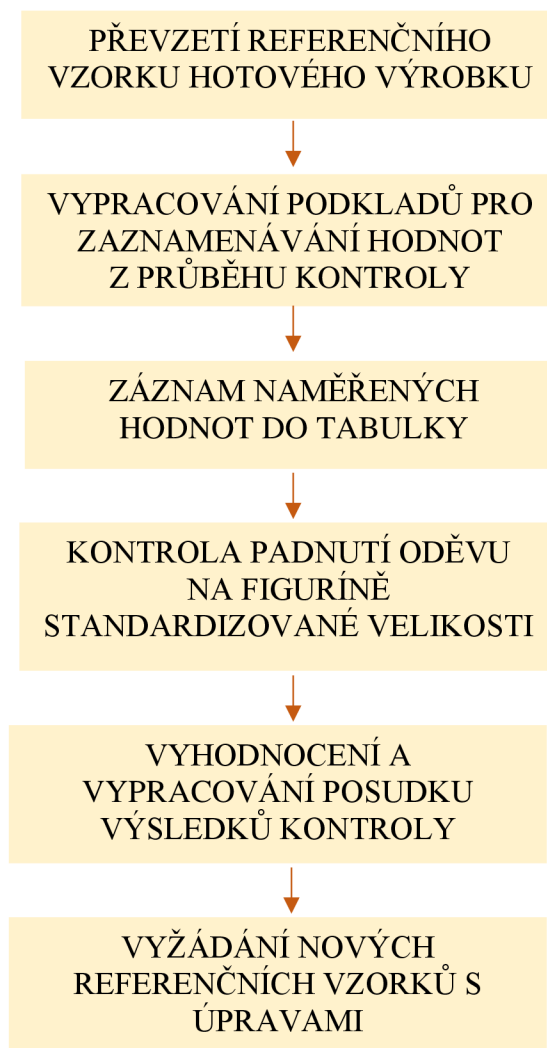 PŘEVZETÍ REFERENČNÍHO
VZORKU HOTOVÉHO VÝROBKU
VYPRACOVÁNÍ PODKLADŮ PRO
ZAZNAMENÁVÁNÍ HODNOT
Z PRŮBĚHU KONTROLY
ZÁZNAM NAMĚŘENÝCH
HODNOT DO TABULKY
KONTROLA PADNUTÍ ODĚVU
NA FIGURÍNĚ
STANDARDIZOVANÉ VELIKOSTI
VYHODNOCENÍ A
VYPRACOVÁNÍ POSUDKU
VÝSLEDKŮ KONTROLY
VYŽÁDÁNÍ NOVÝCH
REFERENČNÍCH VZORKŮ S
ÚPRAVAMI